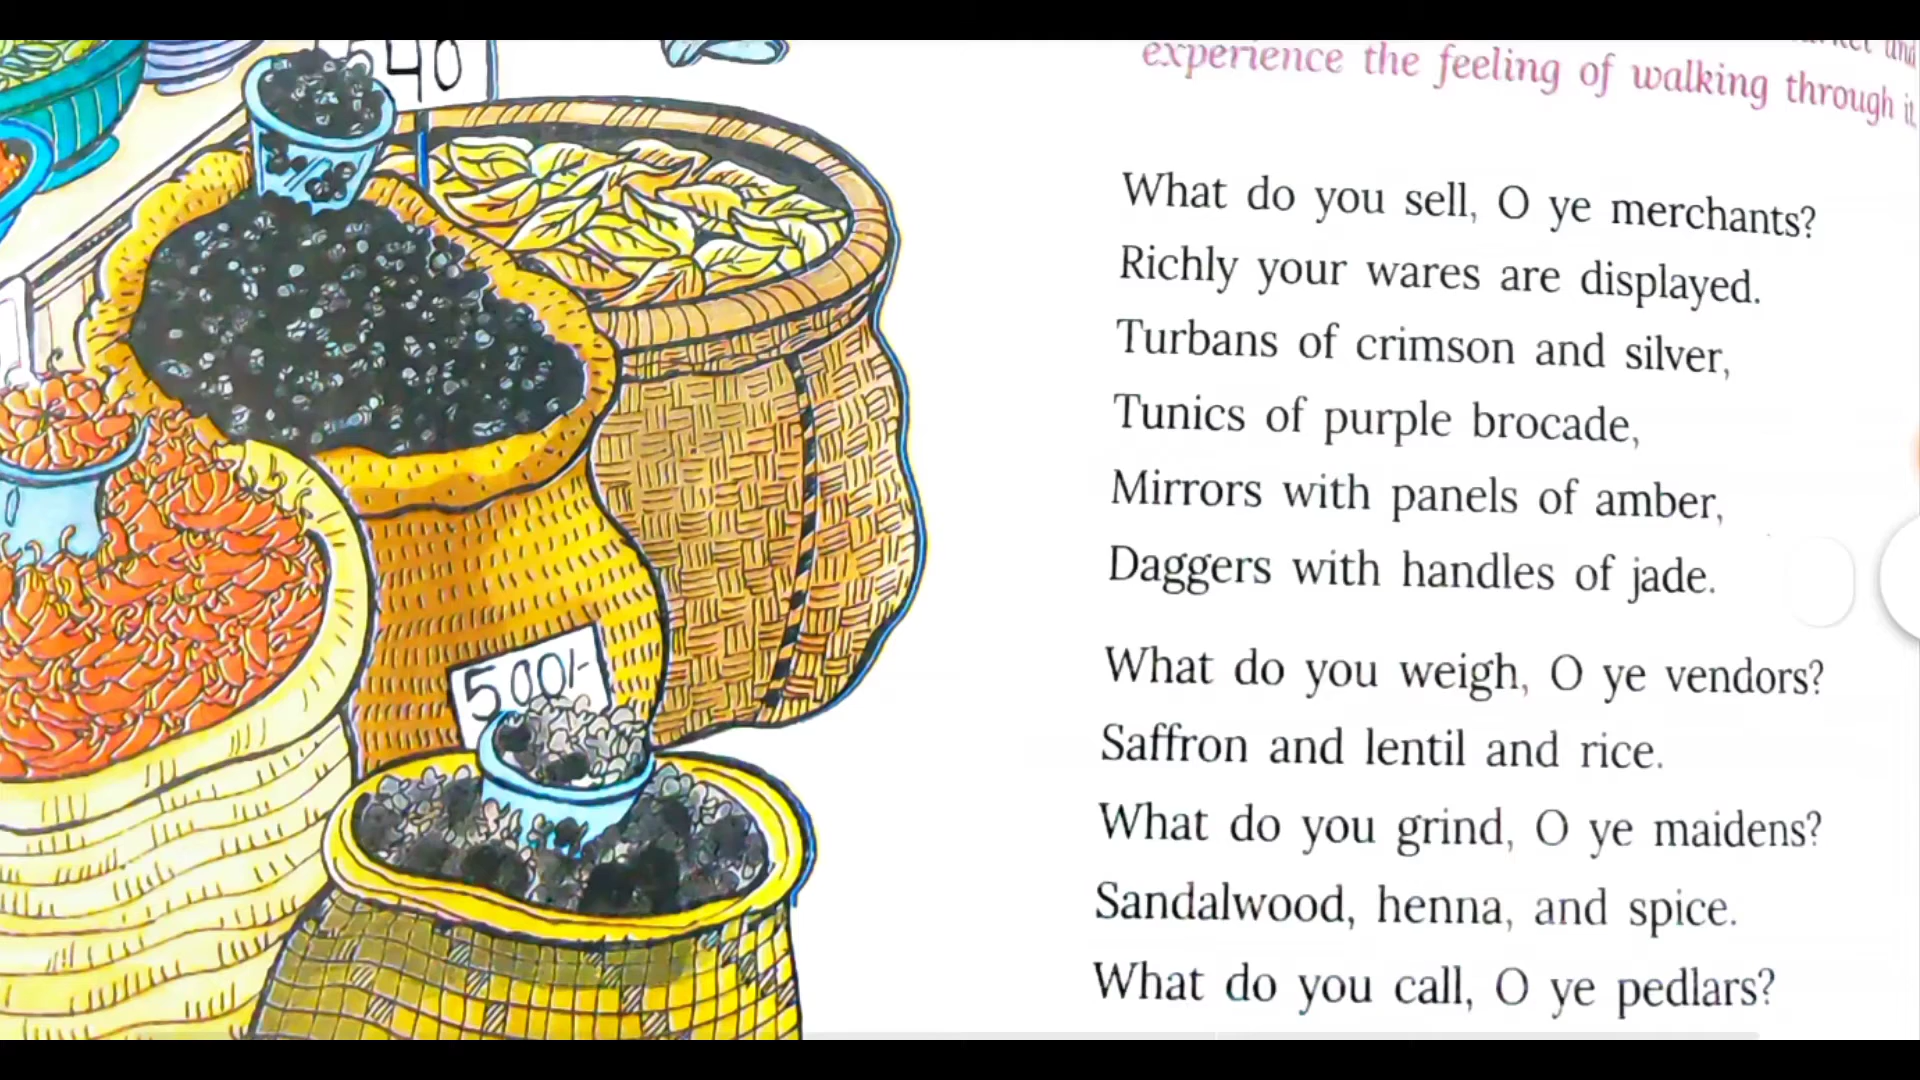 40
500/-
and
experience the feeling of walking through it.
What do you sell, O ye merchants?
Richly your wares are displayed.
Turbans of crimson and silver,
Tunics of purple brocade,
Mirrors with panels of amber,
Daggers with handles of jade.
What do you weigh, O ye vendors?
Saffron and lentil and rice.
What do you grind, O ye maidens?
Sandalwood, henna, and spice.
What do you call, O ye pedlars?